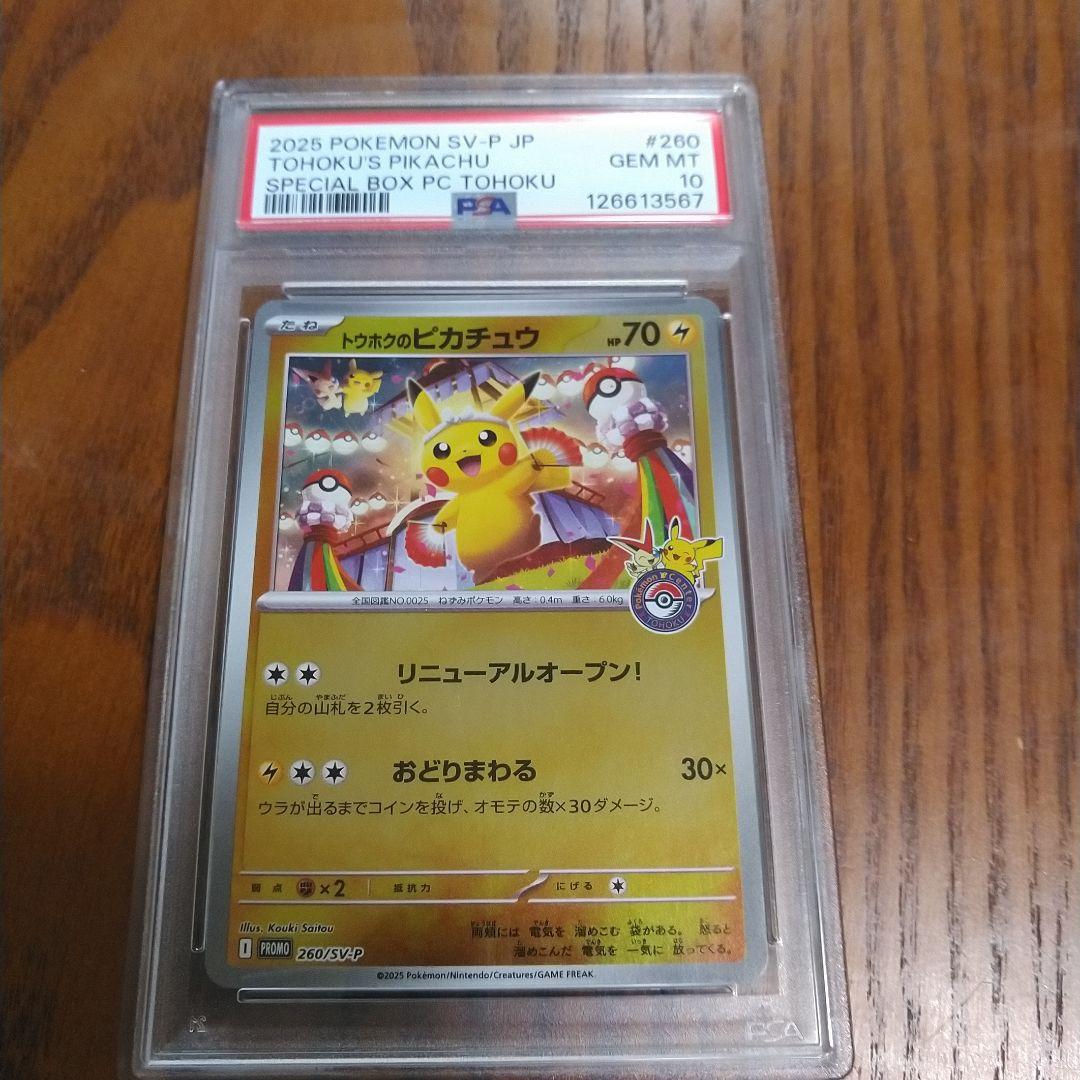 2025 POKEMON SV-P JP #260
TOHOKU'S PIKACHU GEM MT
SPECIAL BOX PC TOHOKU 10
PSA 126613567
たね
トウホクのピカチュウ HP70
全国図鑑NO.0025 ねずみポケモン 高さ:0.4m 重さ:6.0kg
Pokémon Center
TOHOKU
リニューアルオープン!
自分の山札を2枚引く。
おどりまわる 30×
ウラが出るまでコインを投げ、オモテの数×30ダメージ。
弱点 ×2 抵抗力 にげる
Illus. Kouki Saitou
両頬には 電気を 溜めこむ 袋がある。 怒ると
溜めこんだ 電気を 一気に 放ってくる。
I PROMO 260/SV-P
©2025 Pokémon/Nintendo/Creatures/GAME FREAK
PSA